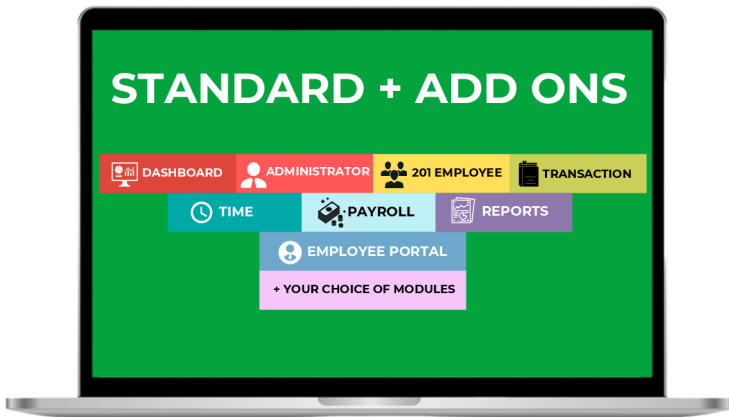 STANDARD + ADD ONS
DASHBOARD ADMINISTRATOR 201 EMPLOYEE TRANSACTION
TIME PAYROLL REPORTS
EMPLOYEE PORTAL
+ YOUR CHOICE OF MODULES